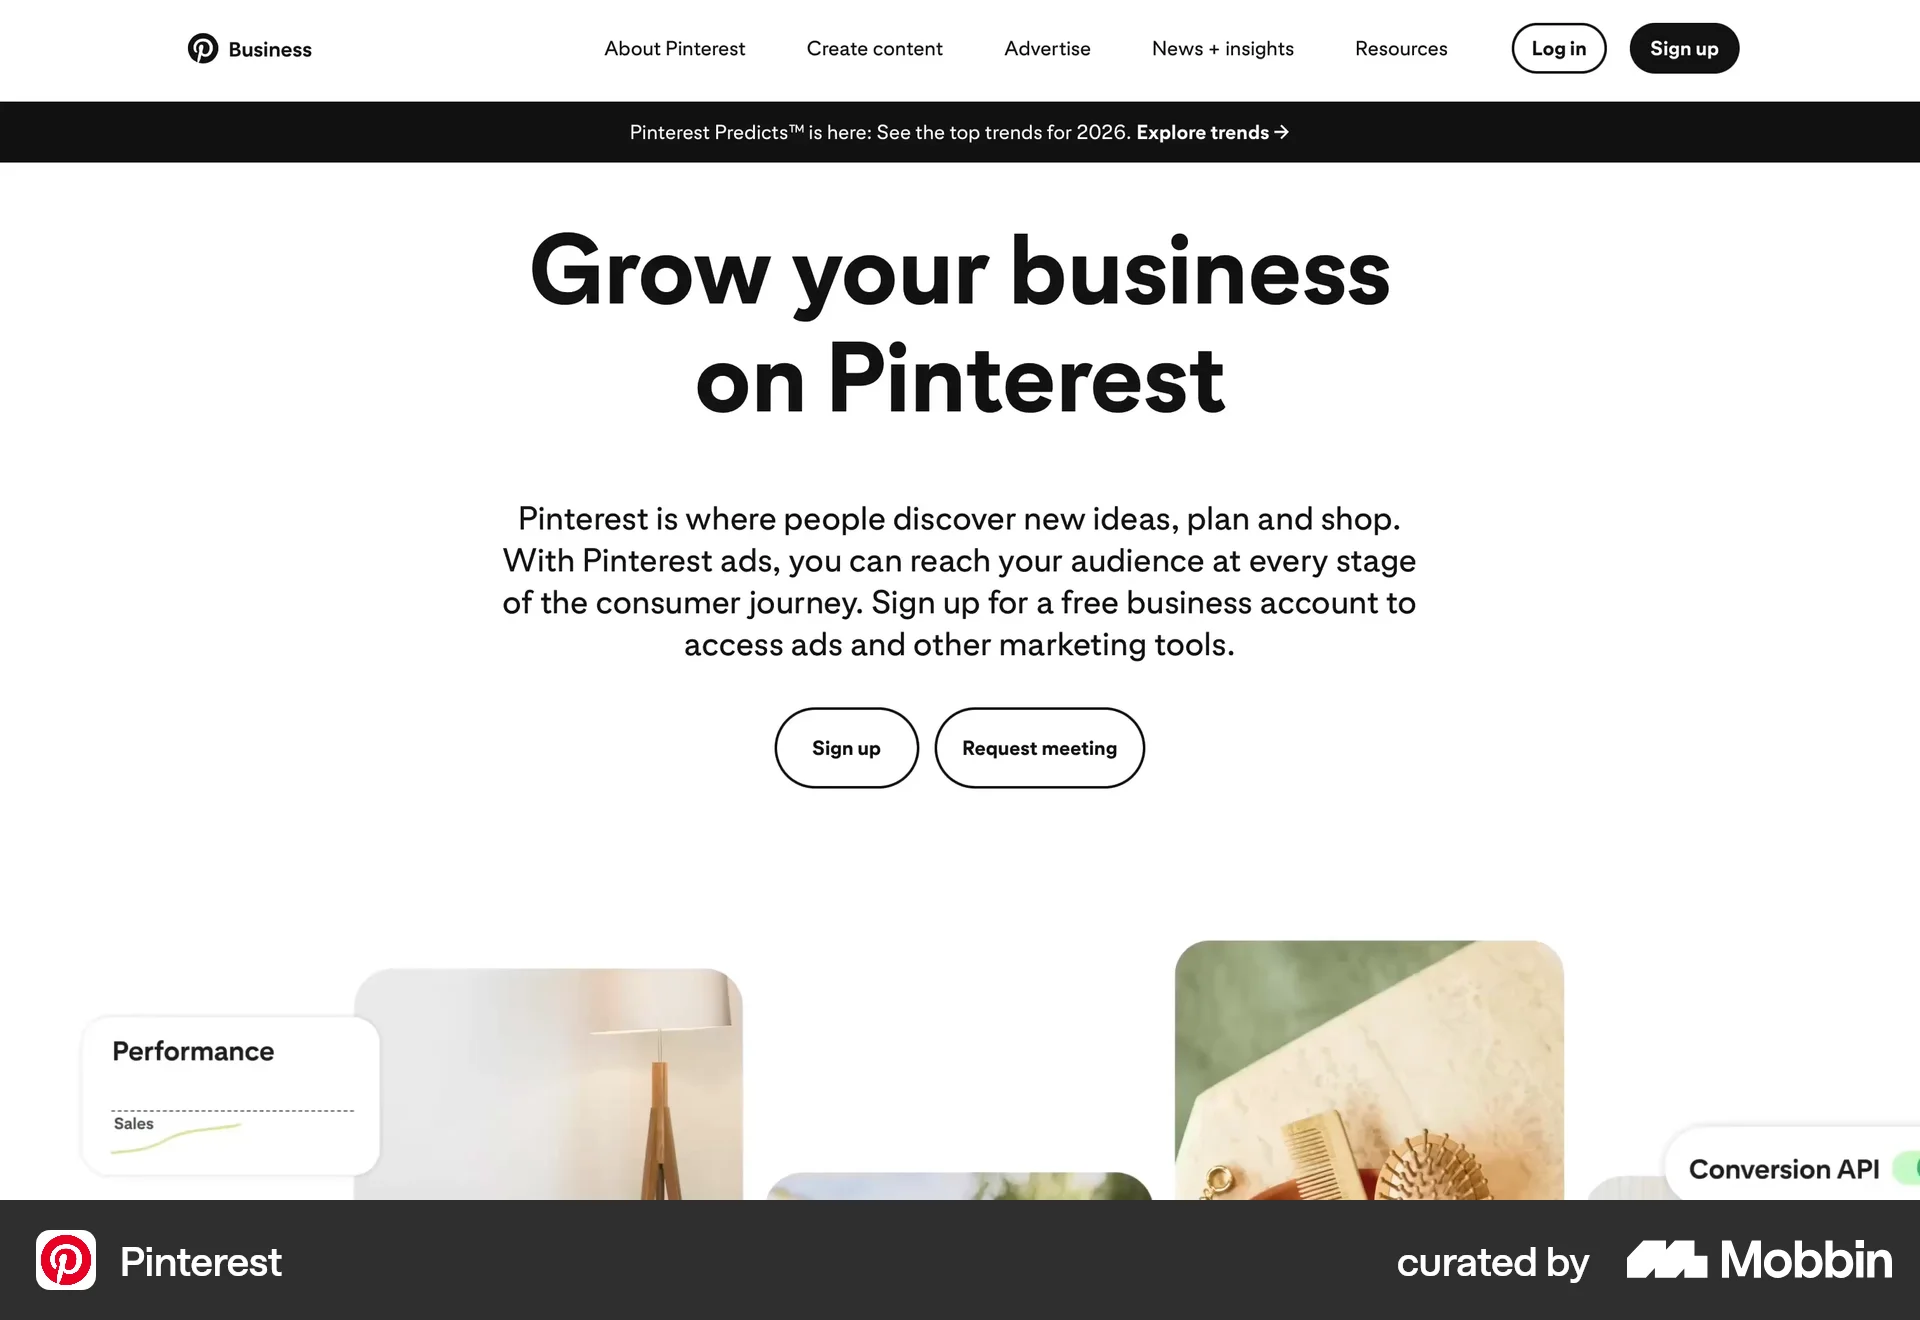 Business
About Pinterest
Create content
Advertise
News + insights
Resources
Log in
Sign up
Pinterest Predicts™ is here: See the top trends for 2026. Explore trends →
Grow your business
on Pinterest
Pinterest is where people discover new ideas, plan and shop.
With Pinterest ads, you can reach your audience at every stage
of the consumer journey. Sign up for a free business account to
access ads and other marketing tools.
Sign up
Request meeting
Performance
Sales
Conversion API
Pinterest
curated by
Mobbin